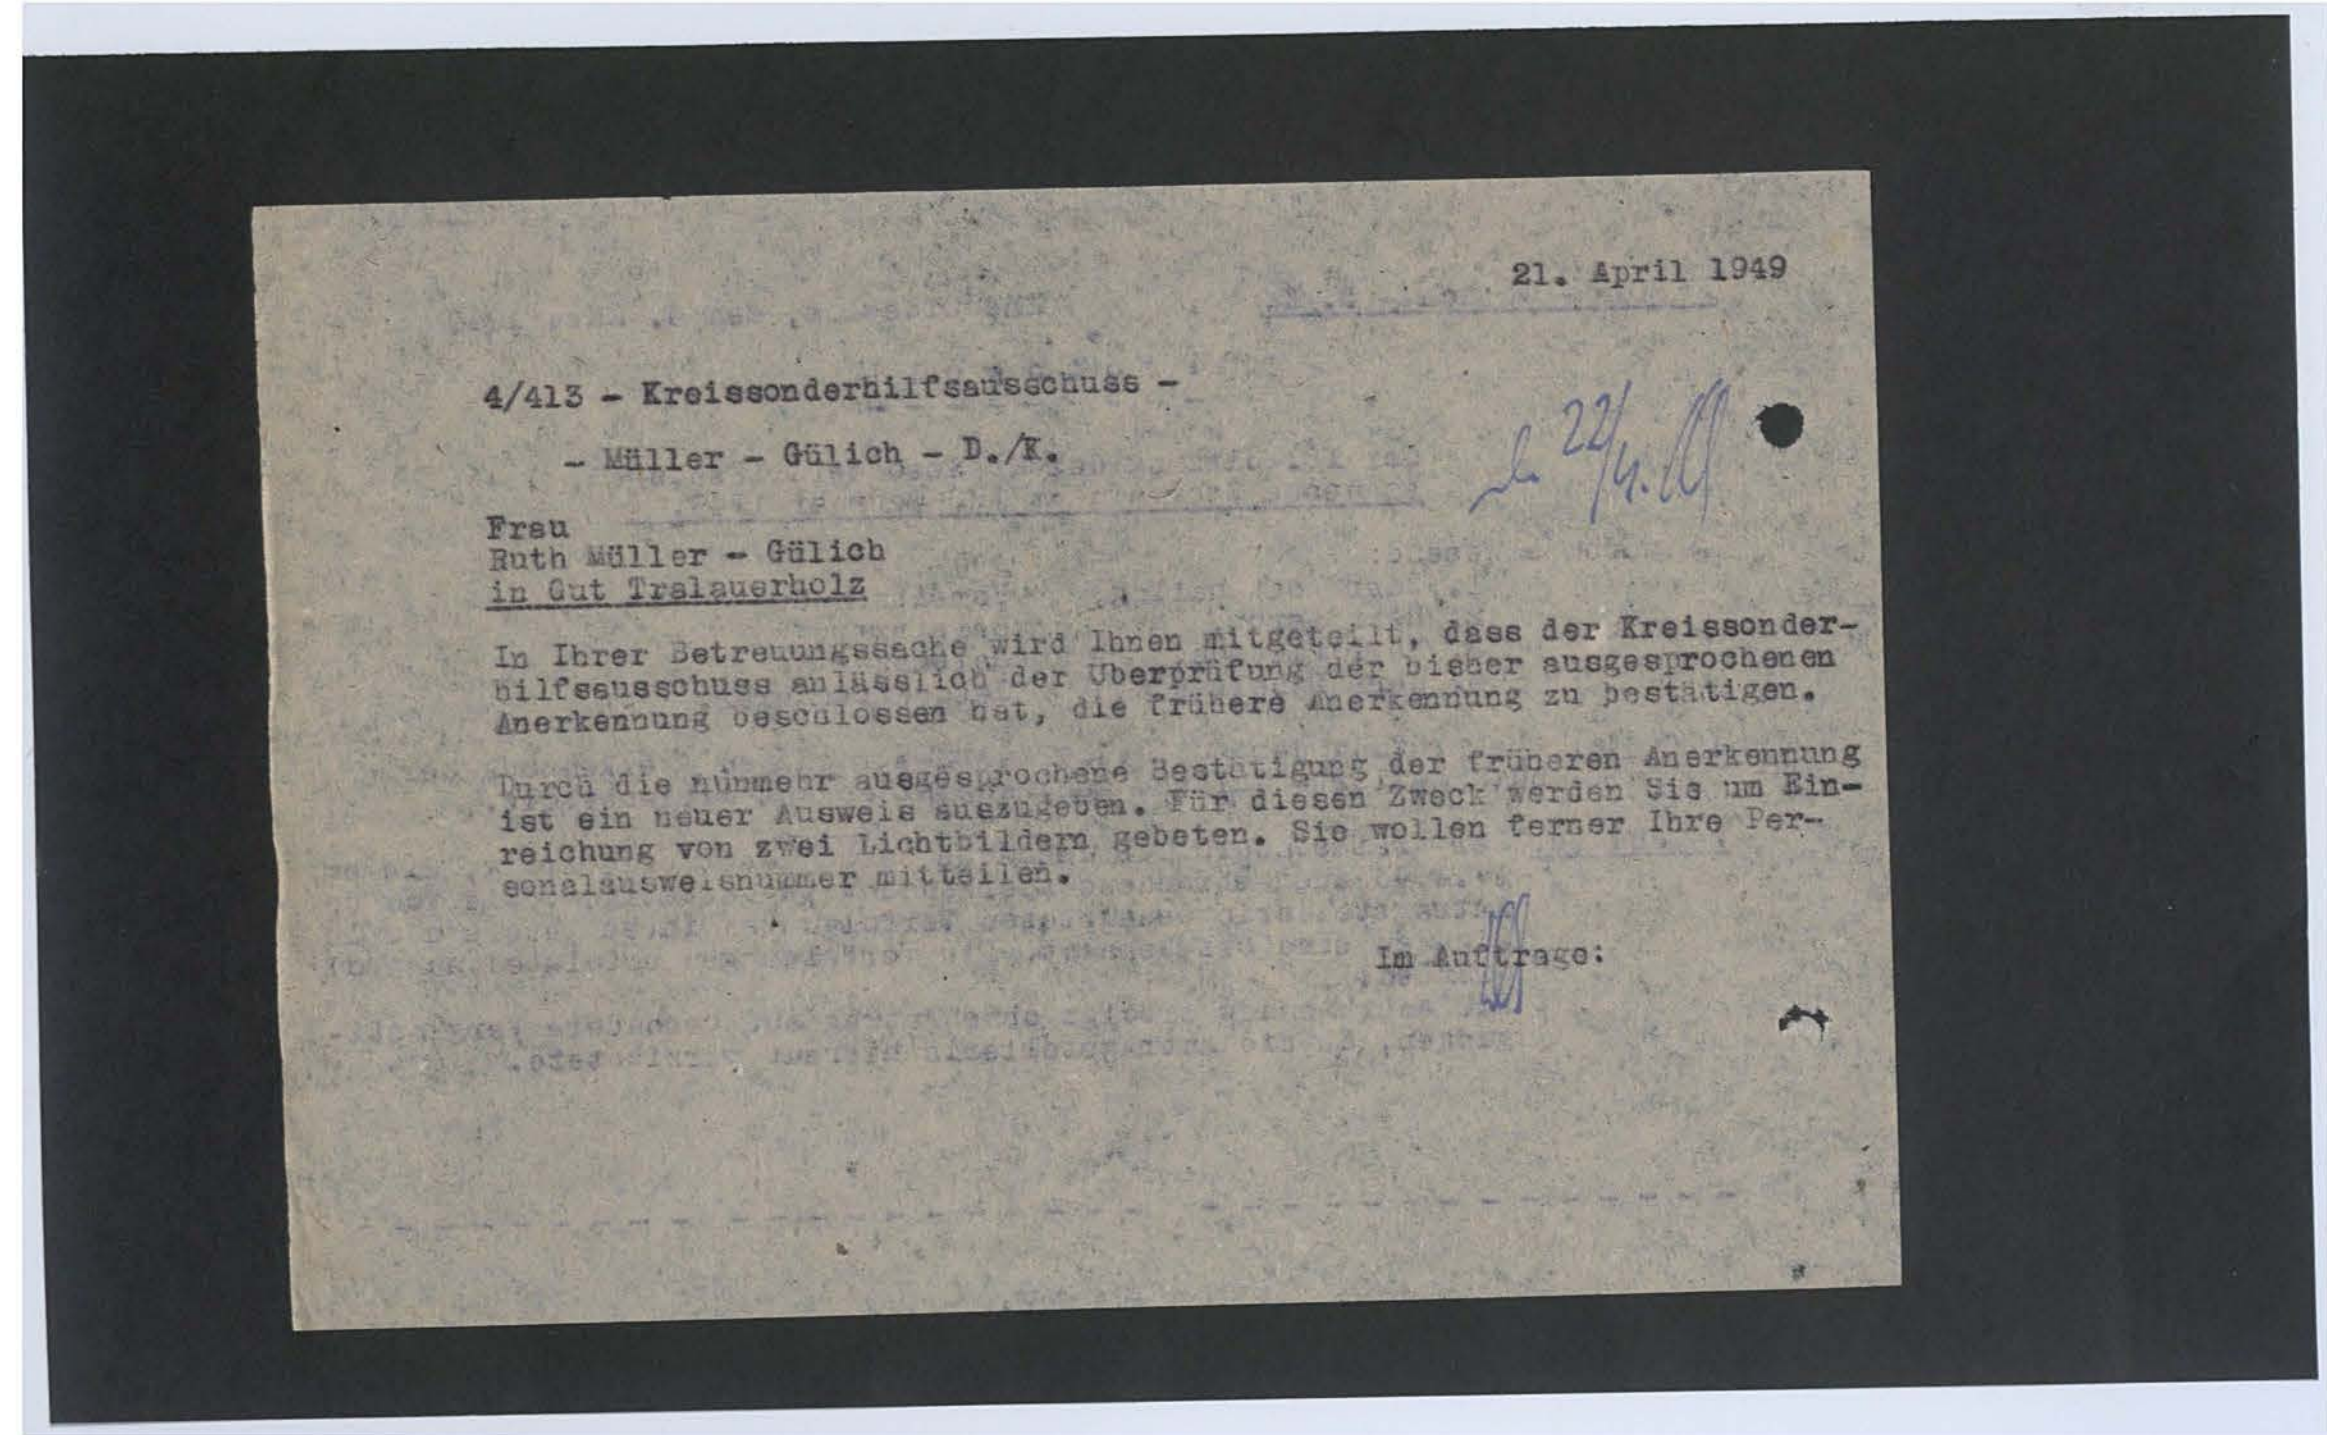 21. April 1949
4/413 - Kreissonderhilfsausschuss -
- Müller - Gülich - D./K.
22/4.
Frau
Ruth Müller - Gülich
in Gut Tralauerholz
In Ihrer Betreuungssache wird Ihnen mitgeteilt, dass der Kreissonder-
hilfsausschuss anlässlich der Überprüfung der bisher ausgesprochenen
Anerkennung beschlossen hat, die frühere Anerkennung zu bestätigen.
Durch die nunmehr ausgesprochene Bestätigung der früheren Anerkennung
ist ein neuer Ausweis auszugeben. Für diesen Zweck werden Sie um Ein-
reichung von zwei Lichtbildern gebeten. Sie wollen ferner Ihre Per-
sonalausweisnummer mitteilen.
Im Auftrage: